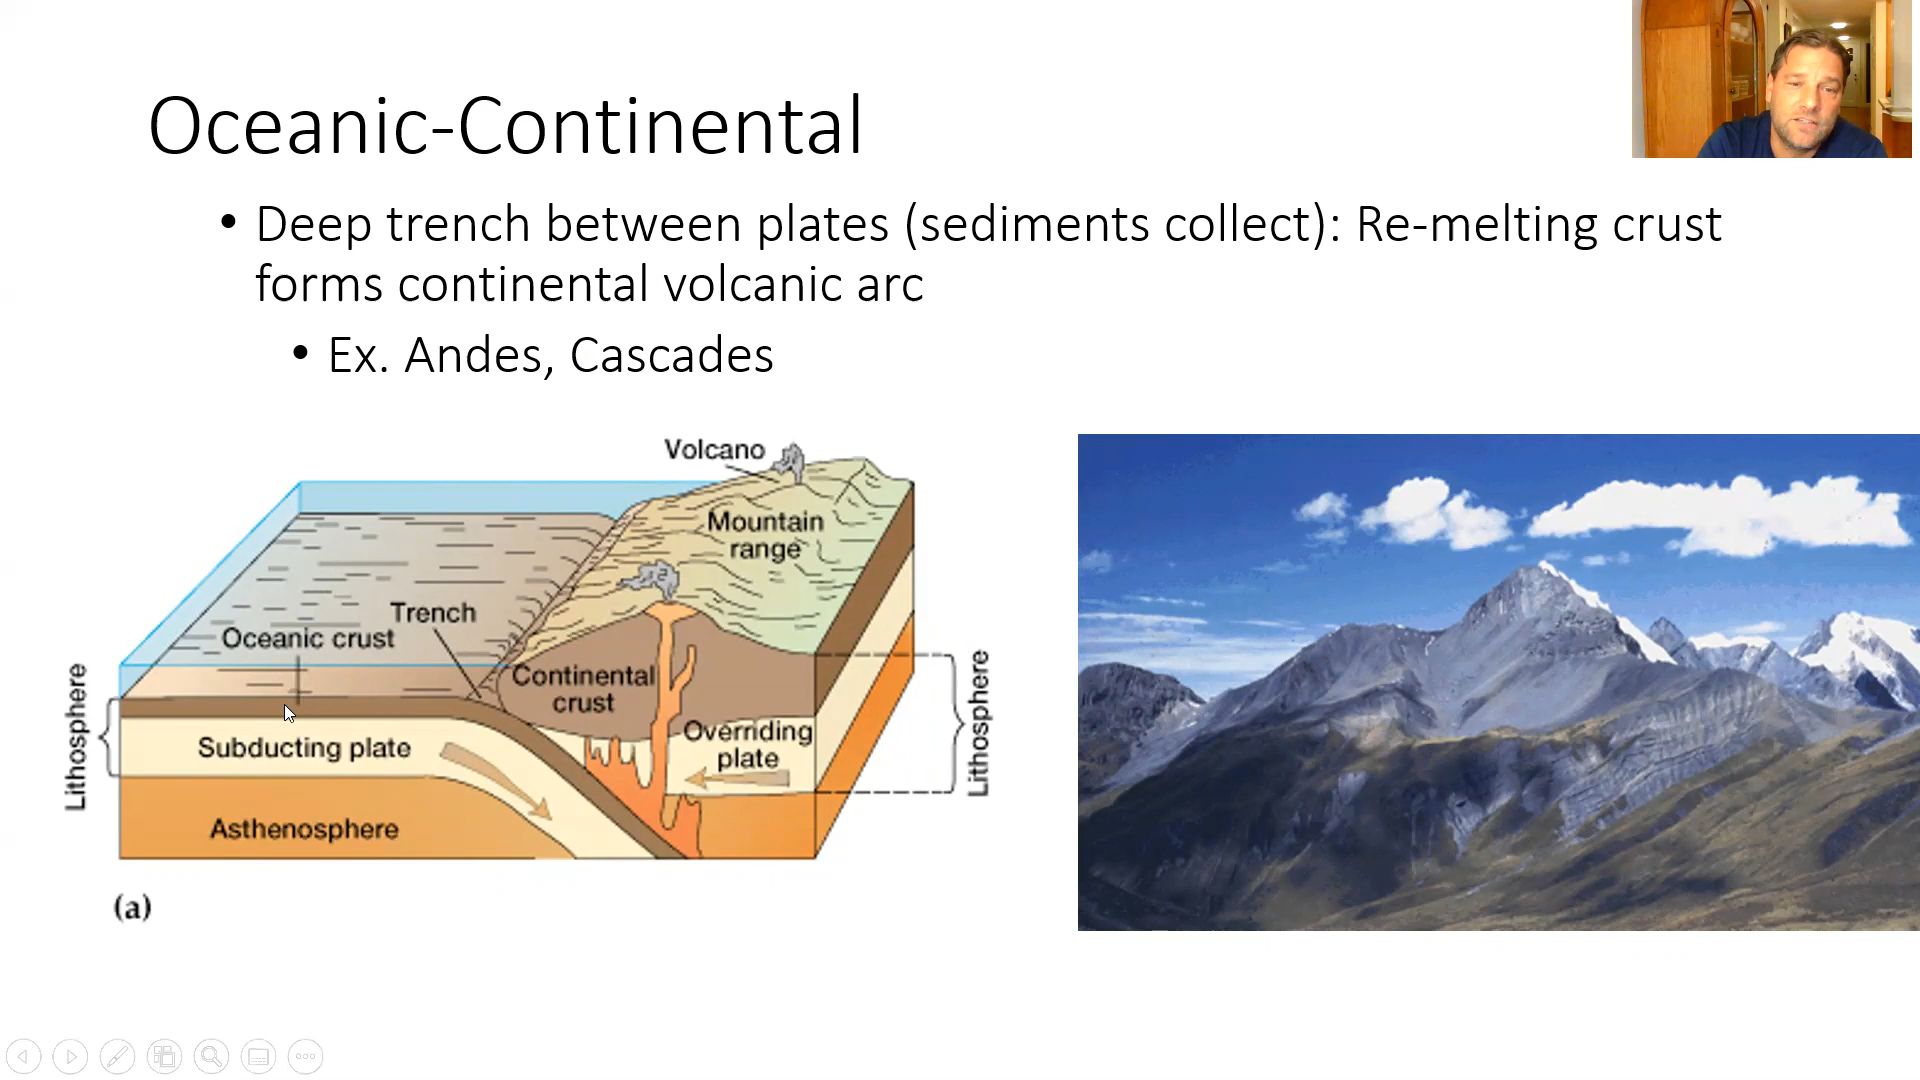 Oceanic-Continental
• Deep trench between plates (sediments collect): Re-melting crust
forms continental volcanic arc
• Ex. Andes, Cascades
Volcano
Mountain
range
Trench
Oceanic crust
Continental
crust
Overriding
plate
Subducting plate
Asthenosphere
Lithosphere
Lithosphere
(a)